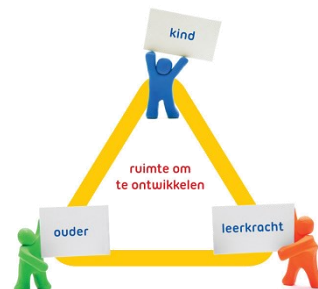 kind
ruimte om
te ontwikkelen
ouder
leerkracht